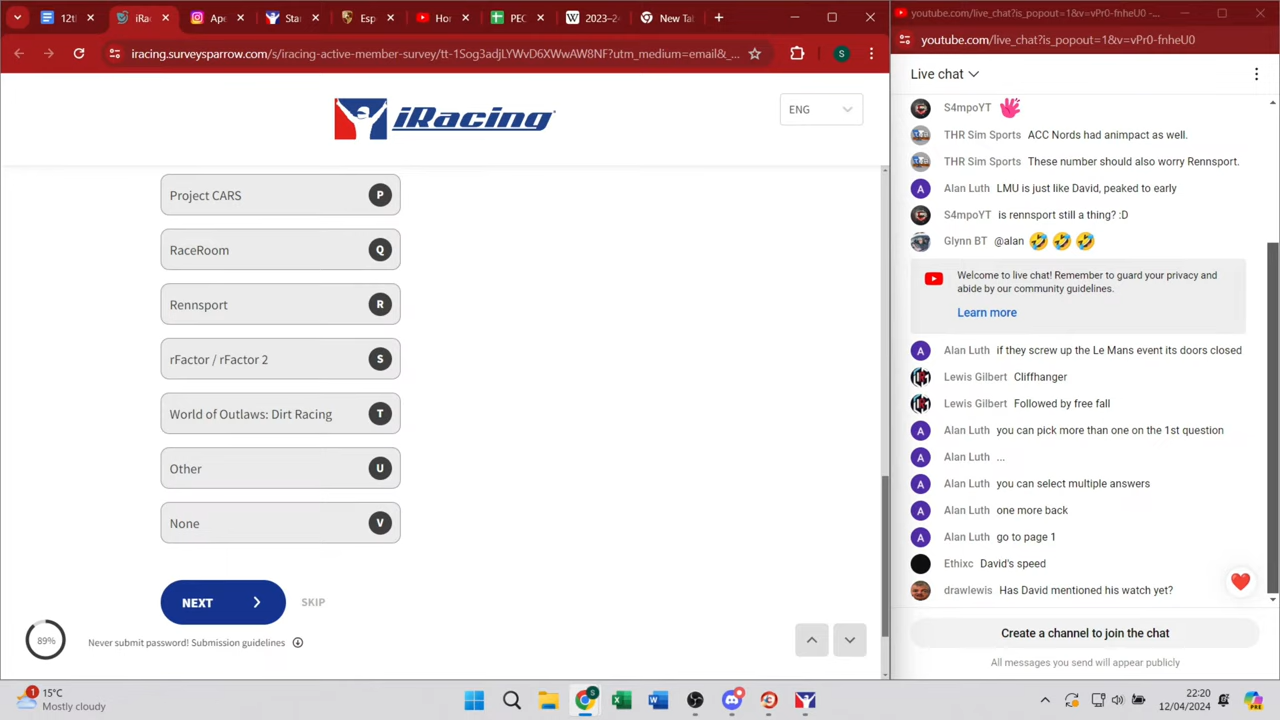 12th
iRac
Ape
Star
Esp
Hor
PEC
2023–2
New Tab
iracing.surveysparrow.com/s/iracing-active-member-survey/tt-1Sog3adjLYWvD6XWwAW8NF?utm_medium=email&_...
S
iRacing
ENG
Project CARS P
RaceRoom Q
Rennsport R
rFactor / rFactor 2 S
World of Outlaws: Dirt Racing T
Other U
None V
NEXT
SKIP
89%
Never submit password! Submission guidelines
youtube.com/live_chat?is_popout=1&v=vPr0-fnheU0 -...
youtube.com/live_chat?is_popout=1&v=vPr0-fnheU0
Live chat
S4mpoYT
THR Sim Sports ACC Nords had animpact as well.
THR Sim Sports These number should also worry Rennsport.
A Alan Luth LMU is just like David, peaked to early
S4mpoYT is rennsport still a thing? :D
Glynn BT @alan 🤣 🤣 🤣
Welcome to live chat! Remember to guard your privacy and
abide by our community guidelines.
Learn more
A Alan Luth if they screw up the Le Mans event its doors closed
Lewis Gilbert Cliffhanger
Lewis Gilbert Followed by free fall
A Alan Luth you can pick more than one on the 1st question
A Alan Luth ...
A Alan Luth you can select multiple answers
A Alan Luth one more back
A Alan Luth go to page 1
Ethixc David's speed
drawlewis Has David mentioned his watch yet?
Create a channel to join the chat
All messages you send will appear publicly
1
15°C
Mostly cloudy
22:20
12/04/2024